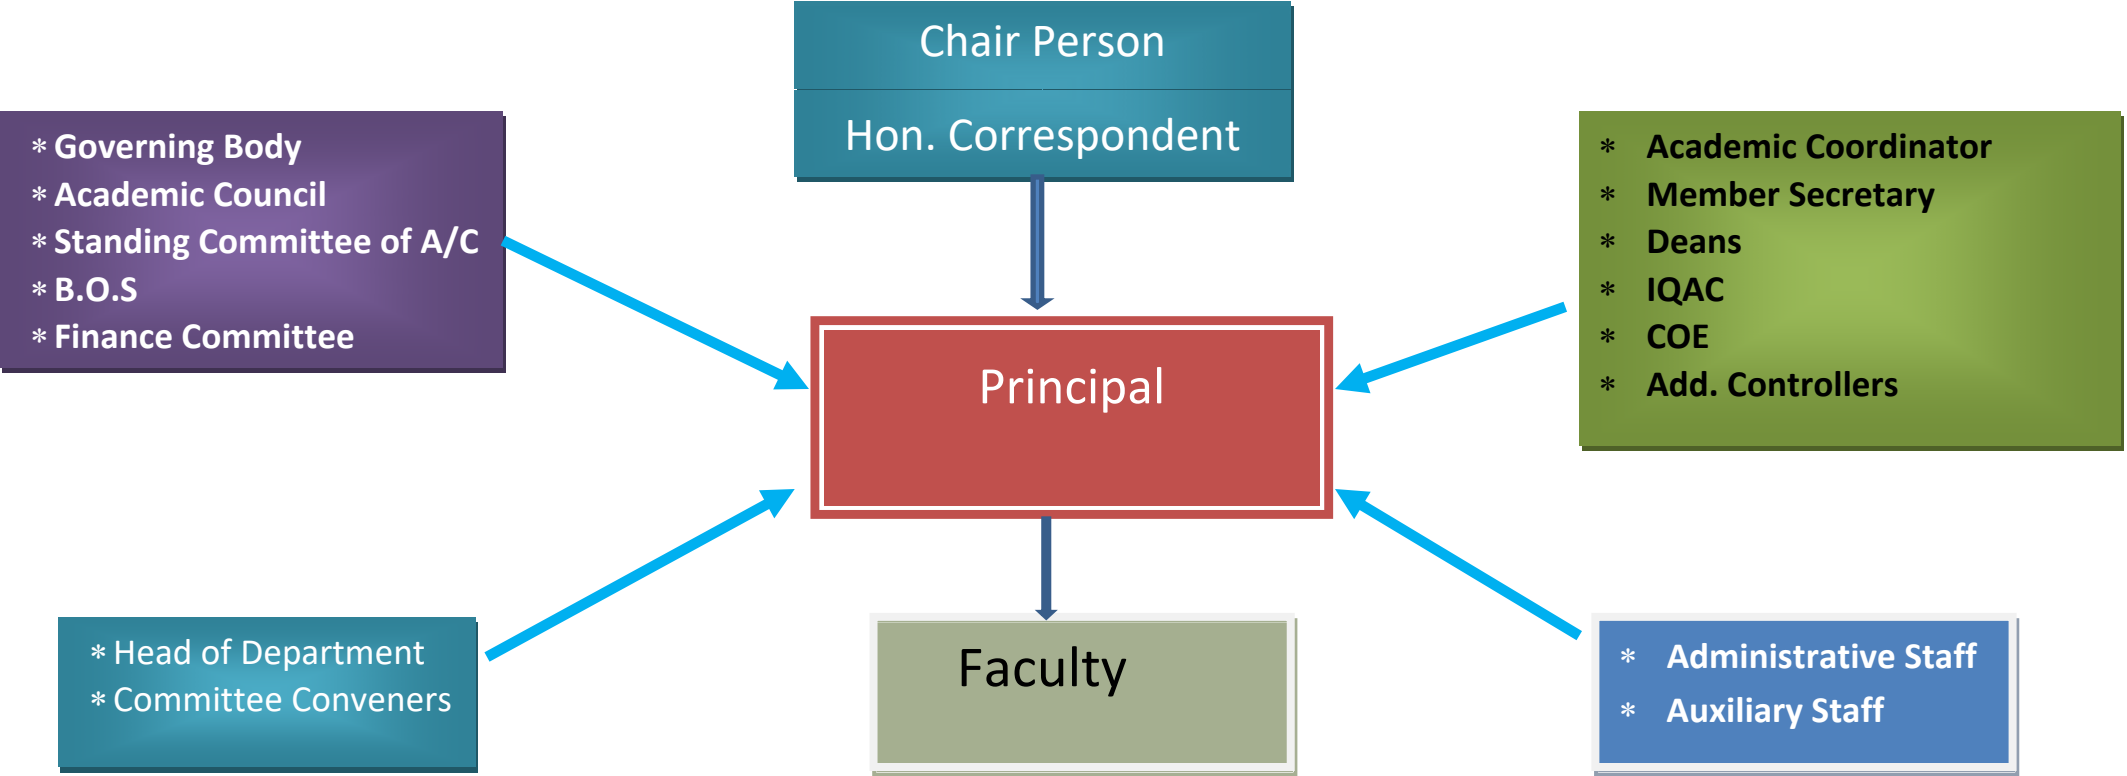 Chair Person
Hon. Correspondent
* Governing Body
* Academic Council
* Standing Committee of A/C
* B.O.S
* Finance Committee
* Academic Coordinator
* Member Secretary
* Deans
* IQAC
* COE
* Add. Controllers
Principal
* Head of Department
* Committee Conveners
Faculty
* Administrative Staff
* Auxiliary Staff